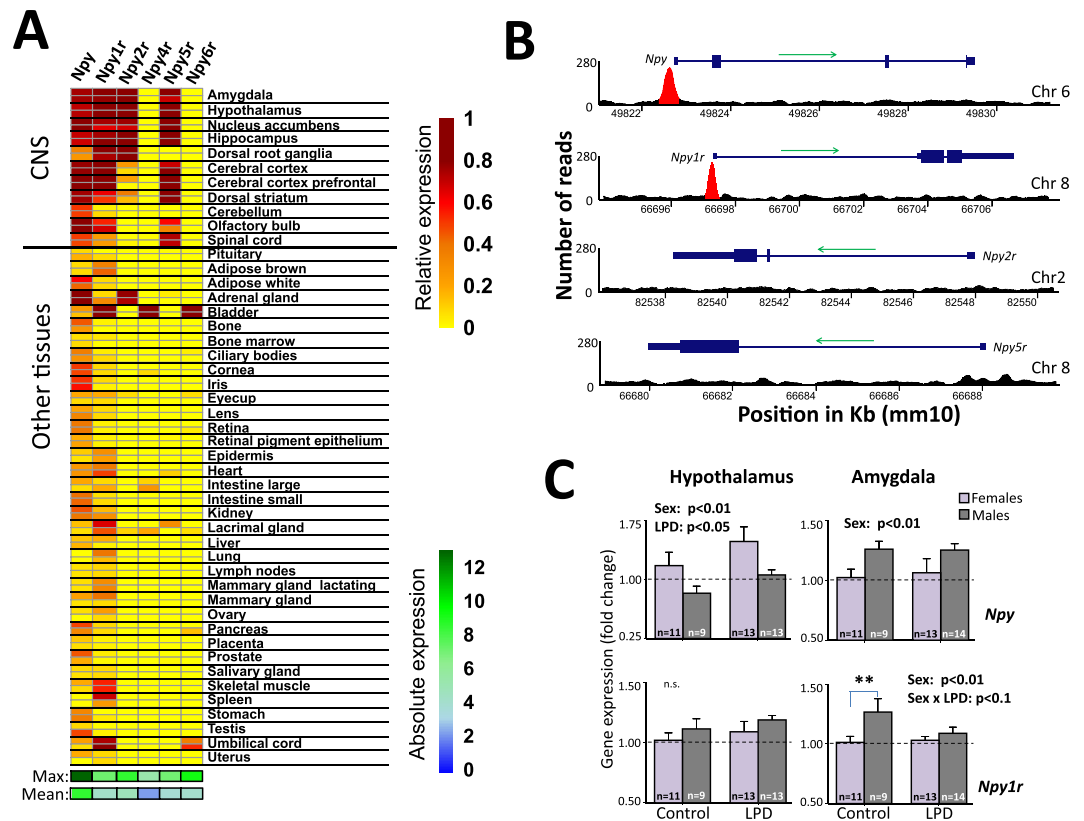 A
Npy
Npy1r
Npy2r
Npy4r
Npy5r
Npy6r
CNS
Other tissues
Amygdala
Hypothalamus
Nucleus accumbens
Hippocampus
Dorsal root ganglia
Cerebral cortex
Cerebral cortex prefrontal
Dorsal striatum
Cerebellum
Olfactory bulb
Spinal cord
Pituitary
Adipose brown
Adipose white
Adrenal gland
Bladder
Bone
Bone marrow
Ciliary bodies
Cornea
Iris
Eyecup
Lens
Retina
Retinal pigment epithelium
Epidermis
Heart
Intestine large
Intestine small
Kidney
Lacrimal gland
Liver
Lung
Lymph nodes
Mammary gland lactating
Mammary gland
Ovary
Pancreas
Placenta
Prostate
Salivary gland
Skeletal muscle
Spleen
Stomach
Testis
Umbilical cord
Uterus
Max:
Mean:
Relative expression
1
0.8
0.6
0.4
0.2
0
Absolute expression
12
10
8
6
4
2
0
B
Number of reads
280
0
Npy
Chr 6
49822
49824
49826
49828
49830
280
0
Npy1r
Chr 8
66696
66698
66700
66702
66704
66706
280
0
Npy2r
Chr2
82538
82540
82542
82544
82546
82548
82550
280
0
Npy5r
Chr 8
66680
66682
66684
66686
66688
Position in Kb (mm10)
C
Hypothalamus
Amygdala
Females
Males
Gene expression (fold change)
Sex: p<0.01
LPD: p<0.05
1.75
1.00
0.25
n=11
n=9
n=13
n=13
Sex: p<0.01
1.50
1.00
0.50
n=11
n=9
n=13
n=14
Npy
n.s.
1.50
1.00
0.50
n=11
n=9
n=13
n=13
Control
LPD
**
Sex: p<0.01
Sex x LPD: p<0.1
1.50
1.00
0.50
n=11
n=9
n=13
n=14
Control
LPD
Npy1r